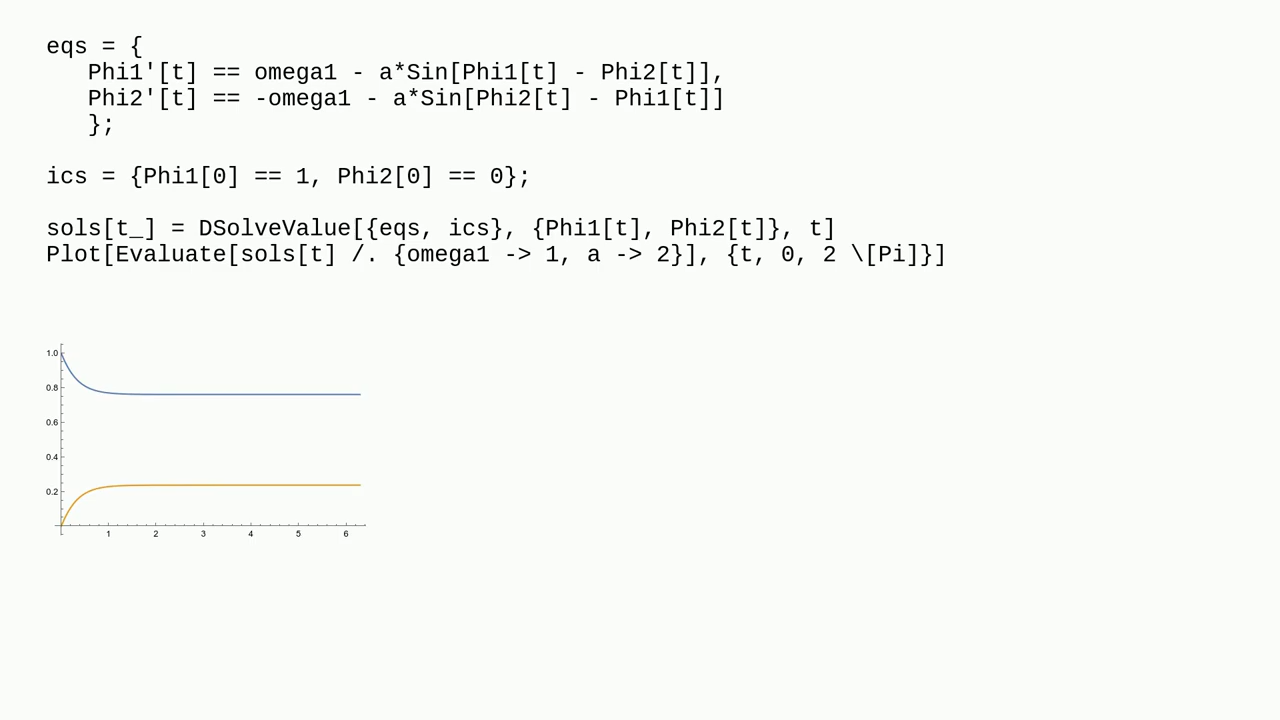 eqs = {
Phi1'[t] == omega1 - a*Sin[Phi1[t] - Phi2[t]],
Phi2'[t] == -omega1 - a*Sin[Phi2[t] - Phi1[t]]
};
ics = {Phi1[0] == 1, Phi2[0] == 0};
sols[t_] = DSolveValue[{eqs, ics}, {Phi1[t], Phi2[t]}, t]
Plot[Evaluate[sols[t] /. {omega1 -> 1, a -> 2}], {t, 0, 2 \[Pi]}]
1.0
0.8
0.6
0.4
0.2
1 2 3 4 5 6